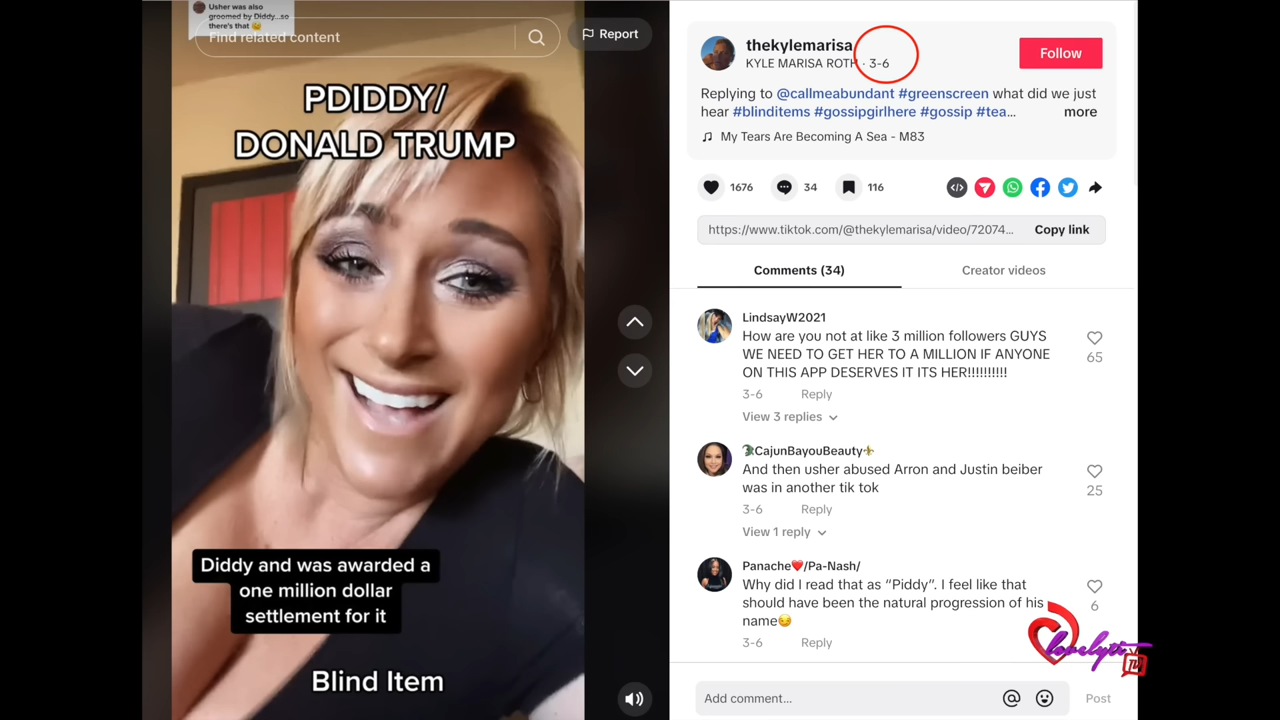 Usher was also
groomed by Diddy...so
there's that 😉
Find related content
Report
PDIDDY/
DONALD TRUMP
Diddy and was awarded a
one million dollar
settlement for it
Blind Item
thekylemarisa
KYLE MARISA ROTH · 3-6
Follow
Replying to @callmeabundant #greenscreen what did we just
hear #blinditems #gossipgirlhere #gossip #tea...
more
My Tears Are Becoming A Sea - M83
1676
34
116
https://www.tiktok.com/@thekylemarisa/video/72074...
Copy link
Comments (34)
Creator videos
LindsayW2021
How are you not at like 3 million followers GUYS
WE NEED TO GET HER TO A MILLION IF ANYONE
ON THIS APP DESERVES IT ITS HER!!!!!!!!!!
65
3-6 Reply
View 3 replies
🐊CajunBayouBeauty⚜️
And then usher abused Arron and Justin beiber
was in another tik tok
25
3-6 Reply
View 1 reply
Panache❤️/Pa-Nash/
Why did I read that as “Piddy”. I feel like that
should have been the natural progression of his
name😏
6
3-6 Reply
lovelyti
TV
Add comment...
@
Post